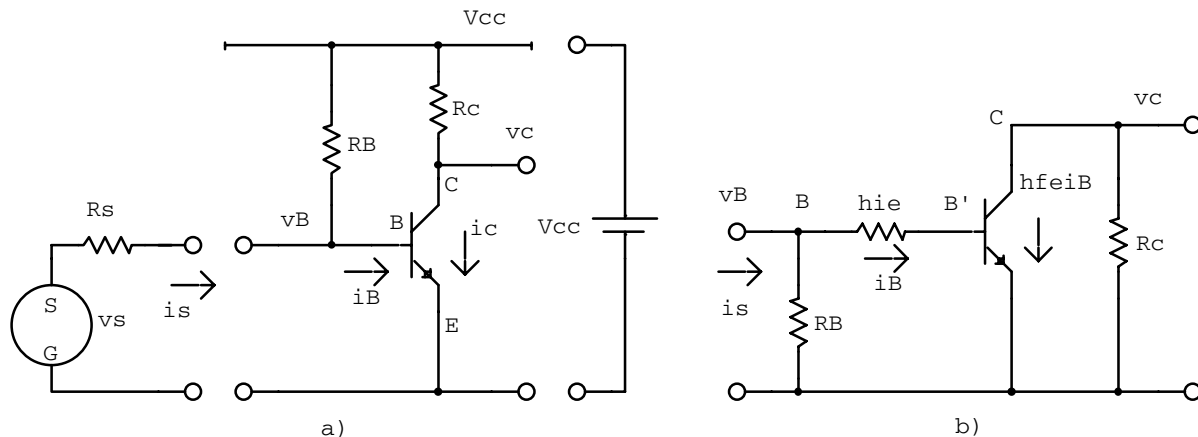 Vcc
Rc
vc
RB
C
Rs
vB
B
ic
Vcc
S
vs
is
iB
E
G
a)
vc
C
vB
B
hie
B'
hfeiB
Rc
is
iB
RB
b)